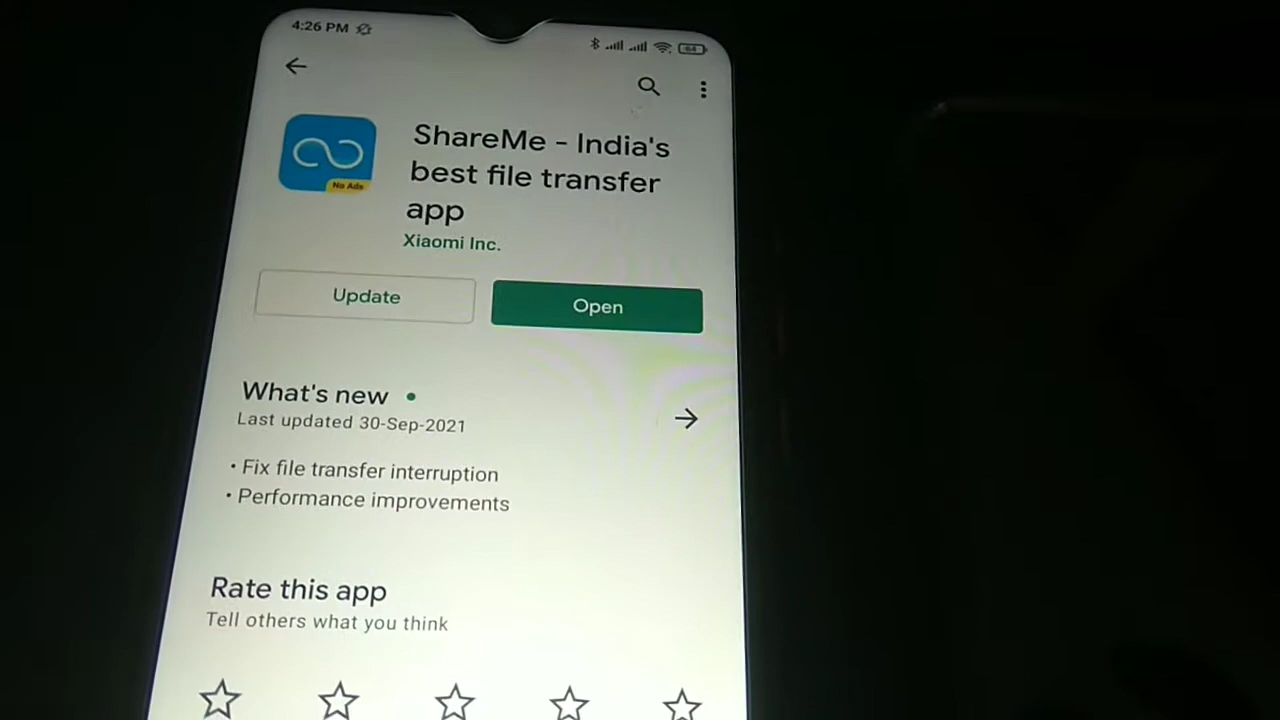 4:26 PM
64
ShareMe - India's
best file transfer
app
No Ads
Xiaomi Inc.
Update
Open
What's new
Last updated 30-Sep-2021
• Fix file transfer interruption
• Performance improvements
Rate this app
Tell others what you think